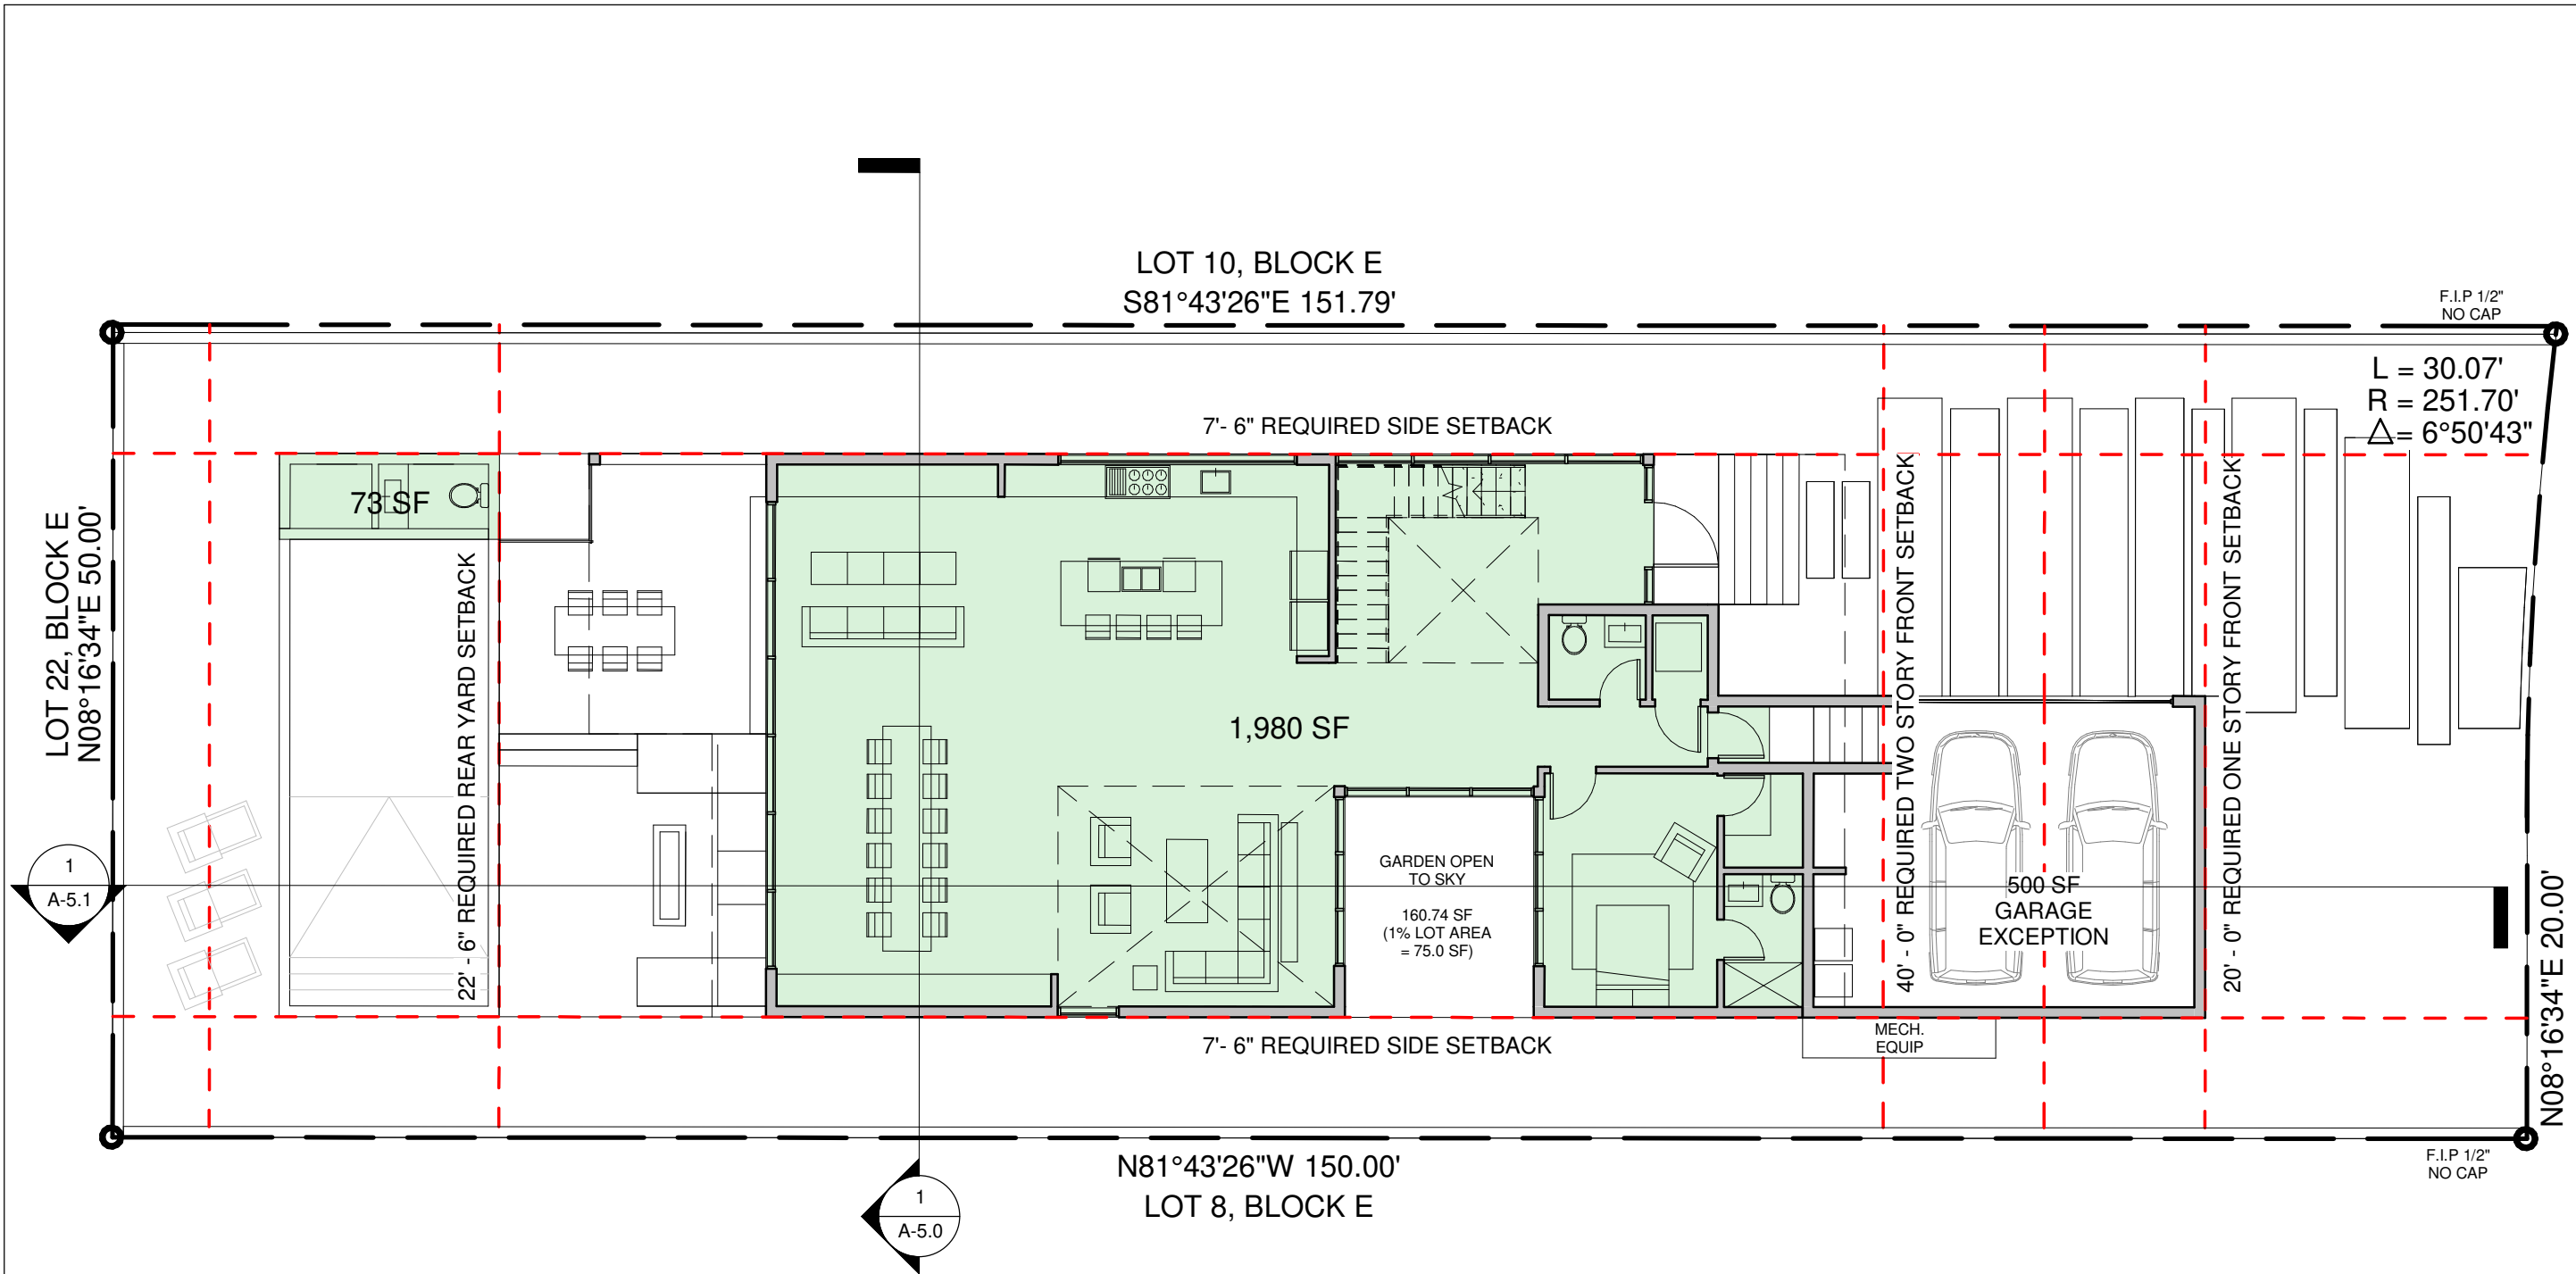 LOT 10, BLOCK E
S81°43'26"E 151.79'
F.I.P 1/2"
NO CAP
L = 30.07'
R = 251.70'
△= 6°50'43"
7'- 6" REQUIRED SIDE SETBACK
73 SF
LOT 22, BLOCK E
N08°16'34"E 50.00'
22' - 6" REQUIRED REAR YARD SETBACK
1,980 SF
40' - 0" REQUIRED TWO STORY FRONT SETBACK
20' - 0" REQUIRED ONE STORY FRONT SETBACK
GARDEN OPEN
TO SKY
160.74 SF
(1% LOT AREA
= 75.0 SF)
500 SF
GARAGE
EXCEPTION
1
A-5.1
N08°16'34"E 20.00'
7'- 6" REQUIRED SIDE SETBACK
MECH.
EQUIP
N81°43'26"W 150.00'
LOT 8, BLOCK E
F.I.P 1/2"
NO CAP
1
A-5.0